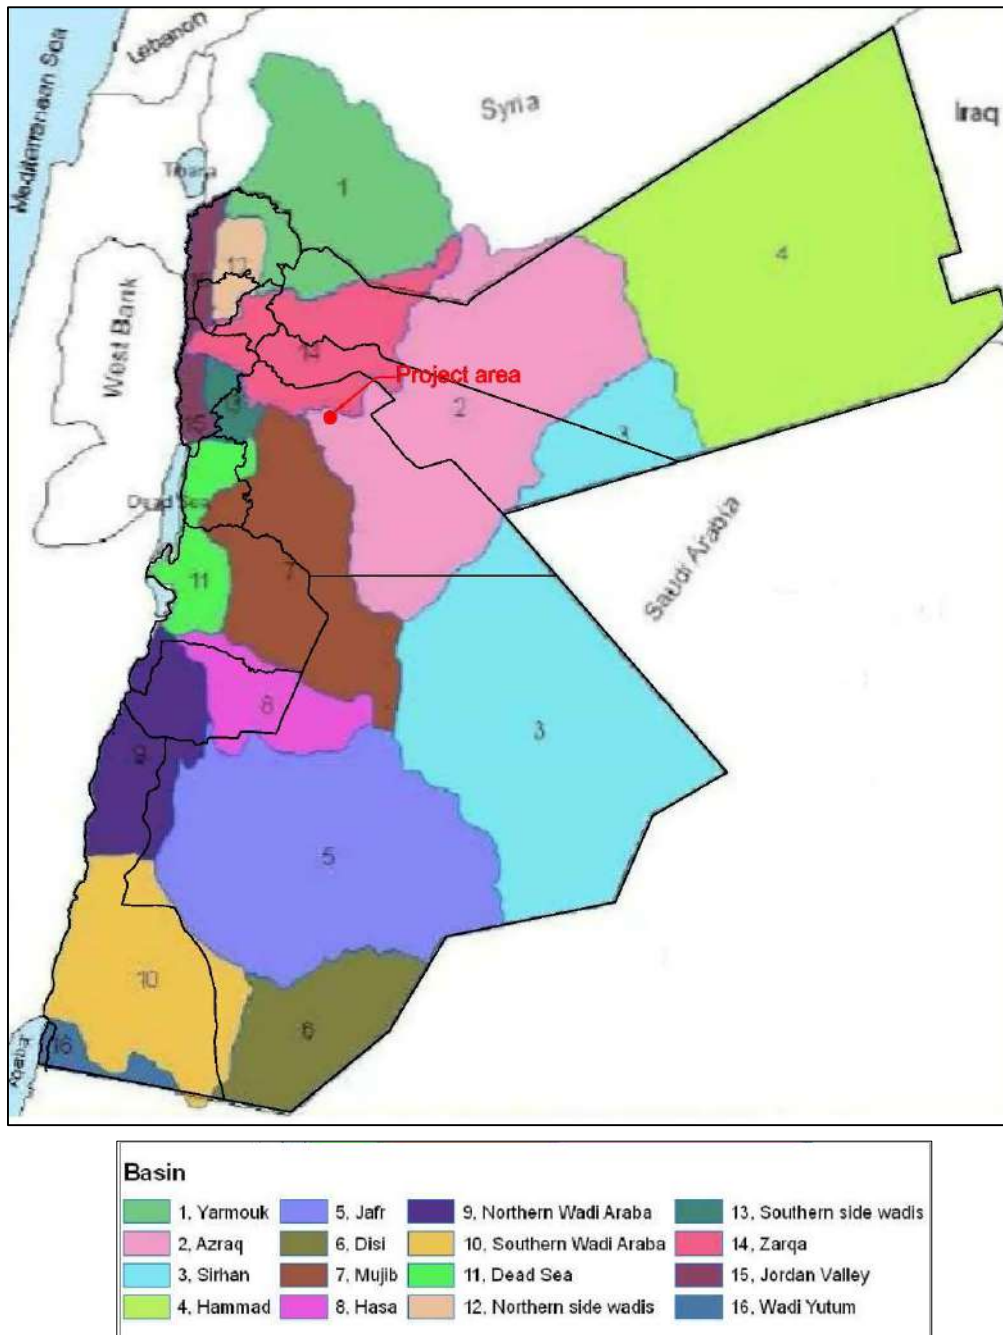 Lebanon
Mediterranean Sea
Syria
Iraq
Tibaria
1
4
12
West Bank
14
Project area
2
3
15
Dead Sea
Saudi Arabia
7
11
8
3
9
5
10
6
16
Aqaba
Basin
1, Yarmouk
5, Jafr
9, Northern Wadi Araba
13, Southern side wadis
2, Azraq
6, Disi
10, Southern Wadi Araba
14, Zarqa
3, Sirhan
7, Mujib
11, Dead Sea
15, Jordan Valley
4, Hammad
8, Hasa
12, Northern side wadis
16, Wadi Yutum